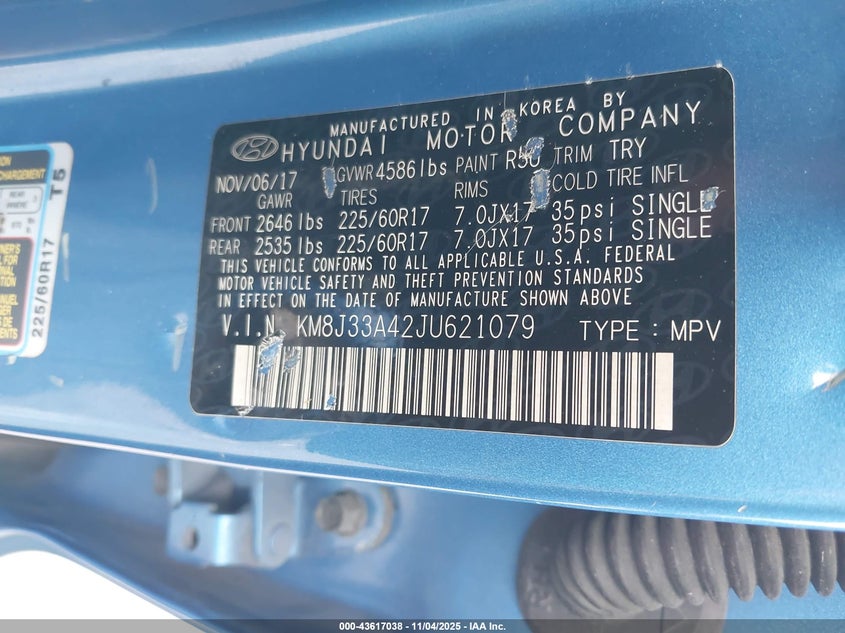 MANUFACTURED IN KOREA BY
HYUNDAI MOTOR COMPANY
NOV/06/17 GVWR 4586lbs PAINT TRIM TRY
GAWR TIRES RIMS COLD TIRE INFL
FRONT 2646 lbs 225/60R17 7.0JX17 35psi SINGLE
REAR 2535 lbs 225/60R17 7.0JX17 35psi SINGLE
THIS VEHICLE CONFORMS TO ALL APPLICABLE U.S.A. FEDERAL
MOTOR VEHICLE SAFETY AND THEFT PREVENTION STANDARDS
IN EFFECT ON THE DATE OF MANUFACTURE SHOWN ABOVE
V.I.N. KM8J33A42JU621079 TYPE : MPV
REAR
225/60R17 T5
000-43617038 - 11/04/2025 - IAA Inc.